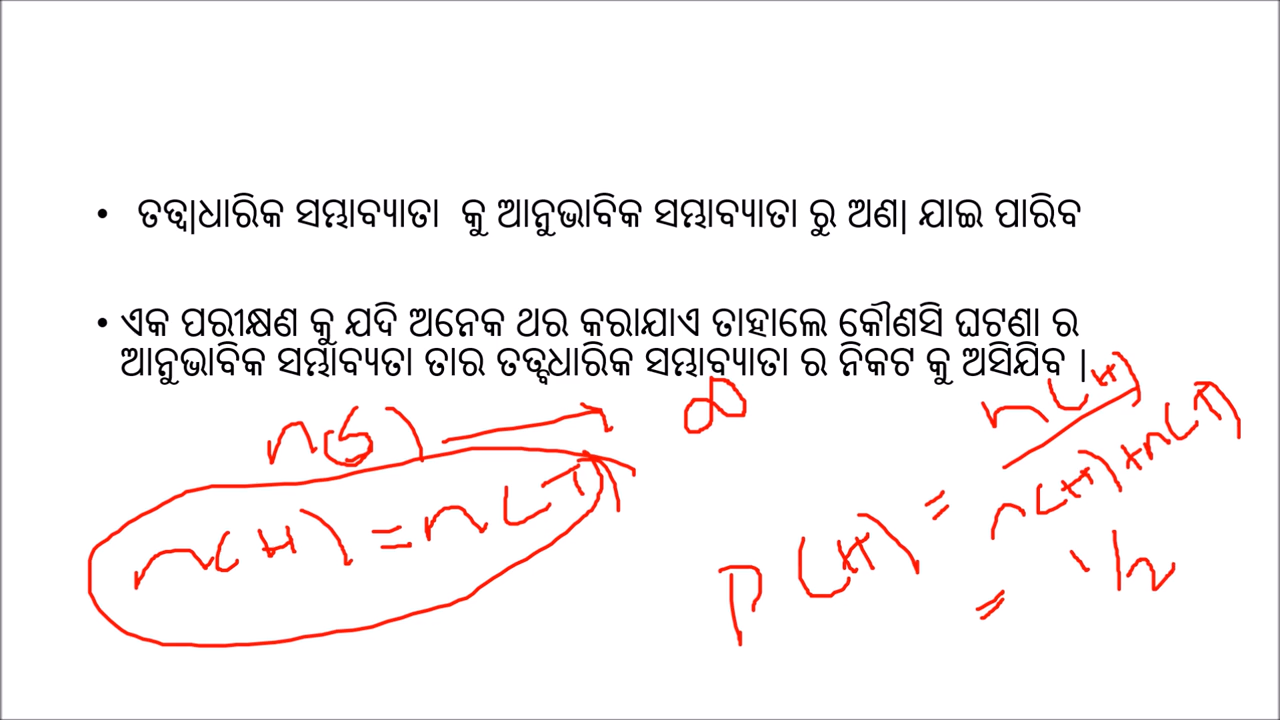 • ତତ୍ୱ|ଧାରିକ ସମ୍ଭାବ୍ୟାତା କୁ ଆନୁଭାବିକ ସମ୍ଭାବ୍ୟାତା ରୁ ଅଣ| ଯାଇ ପାରିବ
• ଏକ ପରୀକ୍ଷଣ କୁ ଯଦି ଅନେକ ଥର କରାଯାଏ ତାହାଲେ କୌଣସି ଘଟଣା ର
ଆନୁଭାବିକ ସମ୍ଭାବ୍ୟତା ତାର ତତ୍ତ୍ବଧାରିକ ସମ୍ଭାବ୍ୟାତା ର ନିକଟ କୁ ଅସିଯିବ |
n(S) → ∞
n(H) = n(T)
P(H) = n(H) / n(H)+n(T)
= 1/2